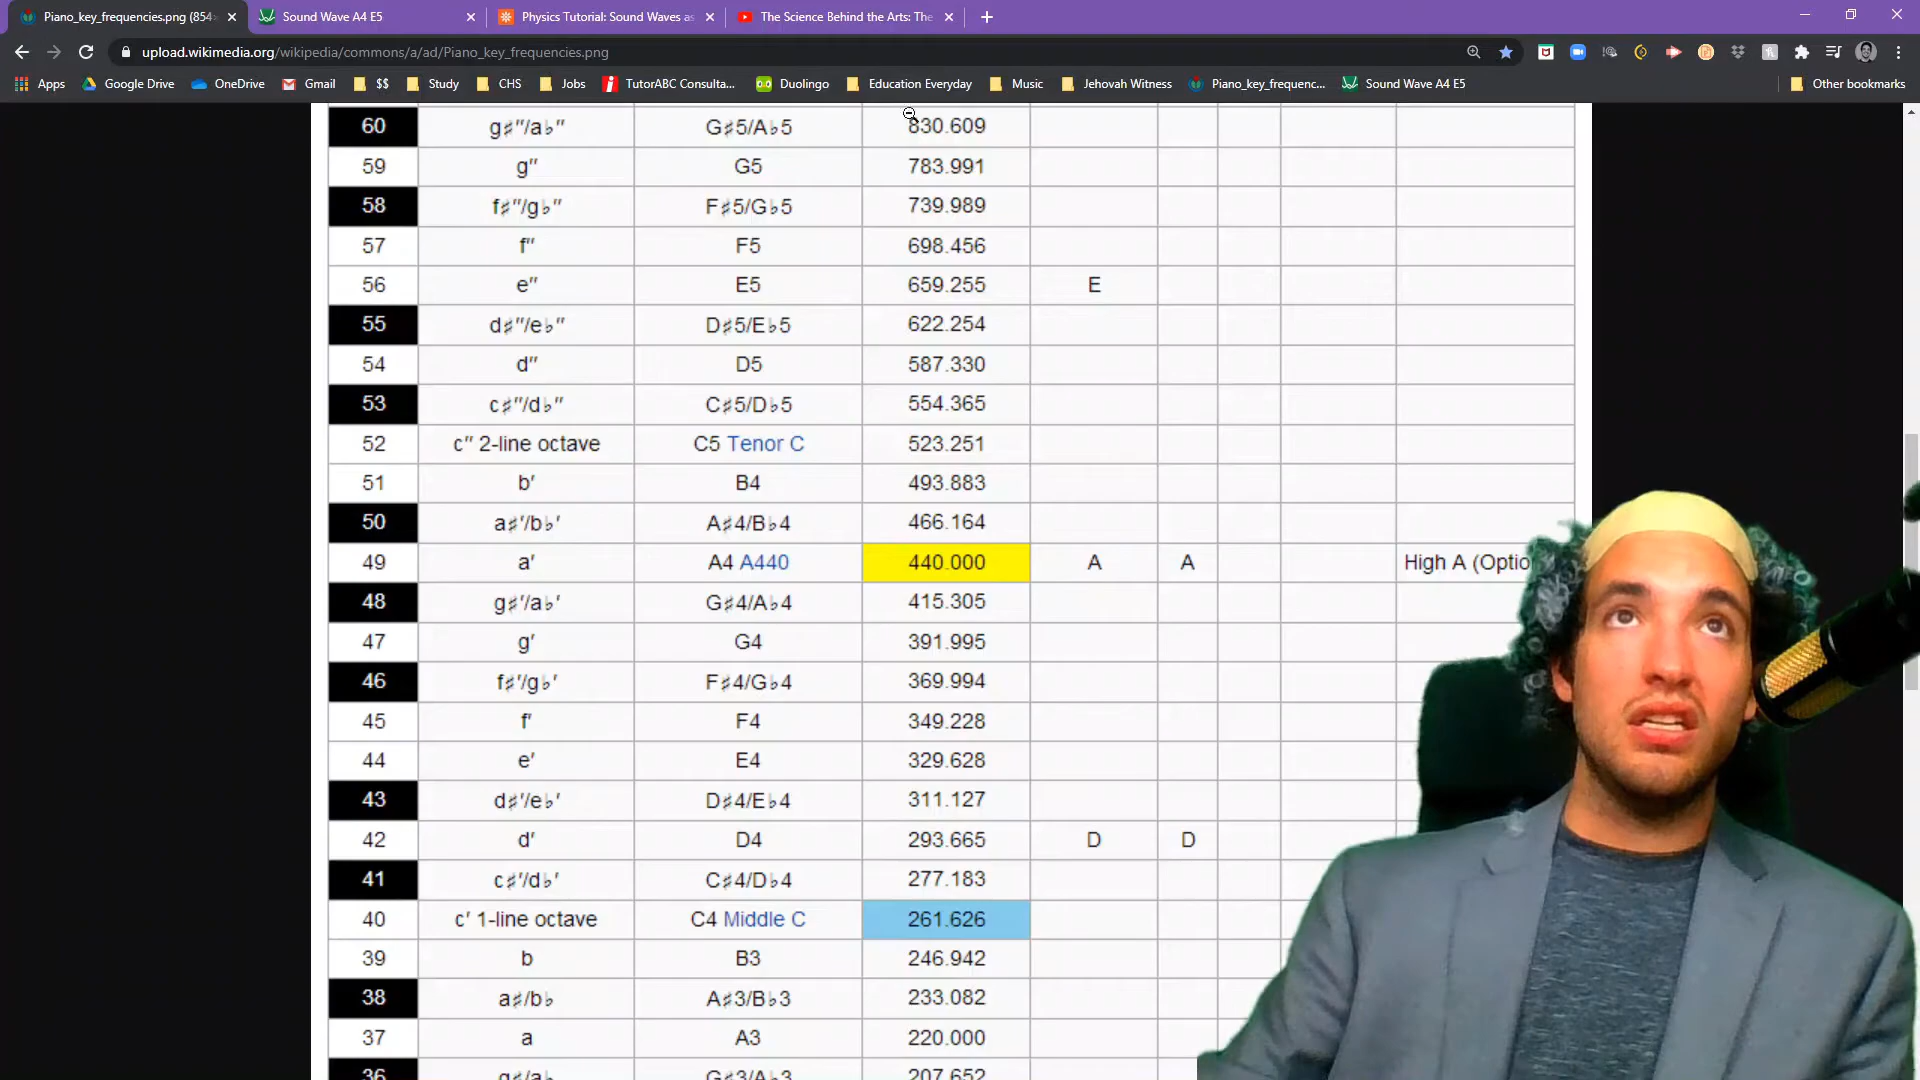 Piano_key_frequencies.png (854×
Sound Wave A4 E5
Physics Tutorial: Sound Waves as
The Science Behind the Arts: The
upload.wikimedia.org/wikipedia/commons/a/ad/Piano_key_frequencies.png
Apps Google Drive OneDrive Gmail $$ Study CHS Jobs TutorABC Consulta... Duolingo Education Everyday Music Jehovah Witness Piano_key_frequenc... Sound Wave A4 E5 Other bookmarks
60 g♯″/a♭″ G♯5/A♭5 830.609
59 g″ G5 783.991
58 f♯″/g♭″ F♯5/G♭5 739.989
57 f″ F5 698.456
56 e″ E5 659.255 E
55 d♯″/e♭″ D♯5/E♭5 622.254
54 d″ D5 587.330
53 c♯″/d♭″ C♯5/D♭5 554.365
52 c″ 2-line octave C5 Tenor C 523.251
51 b′ B4 493.883
50 a♯′/b♭′ A♯4/B♭4 466.164
49 a′ A4 A440 440.000 A A High A (Optio
48 g♯′/a♭′ G♯4/A♭4 415.305
47 g′ G4 391.995
46 f♯′/g♭′ F♯4/G♭4 369.994
45 f′ F4 349.228
44 e′ E4 329.628
43 d♯′/e♭′ D♯4/E♭4 311.127
42 d′ D4 293.665 D D
41 c♯′/d♭′ C♯4/D♭4 277.183
40 c′ 1-line octave C4 Middle C 261.626
39 b B3 246.942
38 a♯/b♭ A♯3/B♭3 233.082
37 a A3 220.000
36 g♯/a♭ G♯3/A♭3 207.652